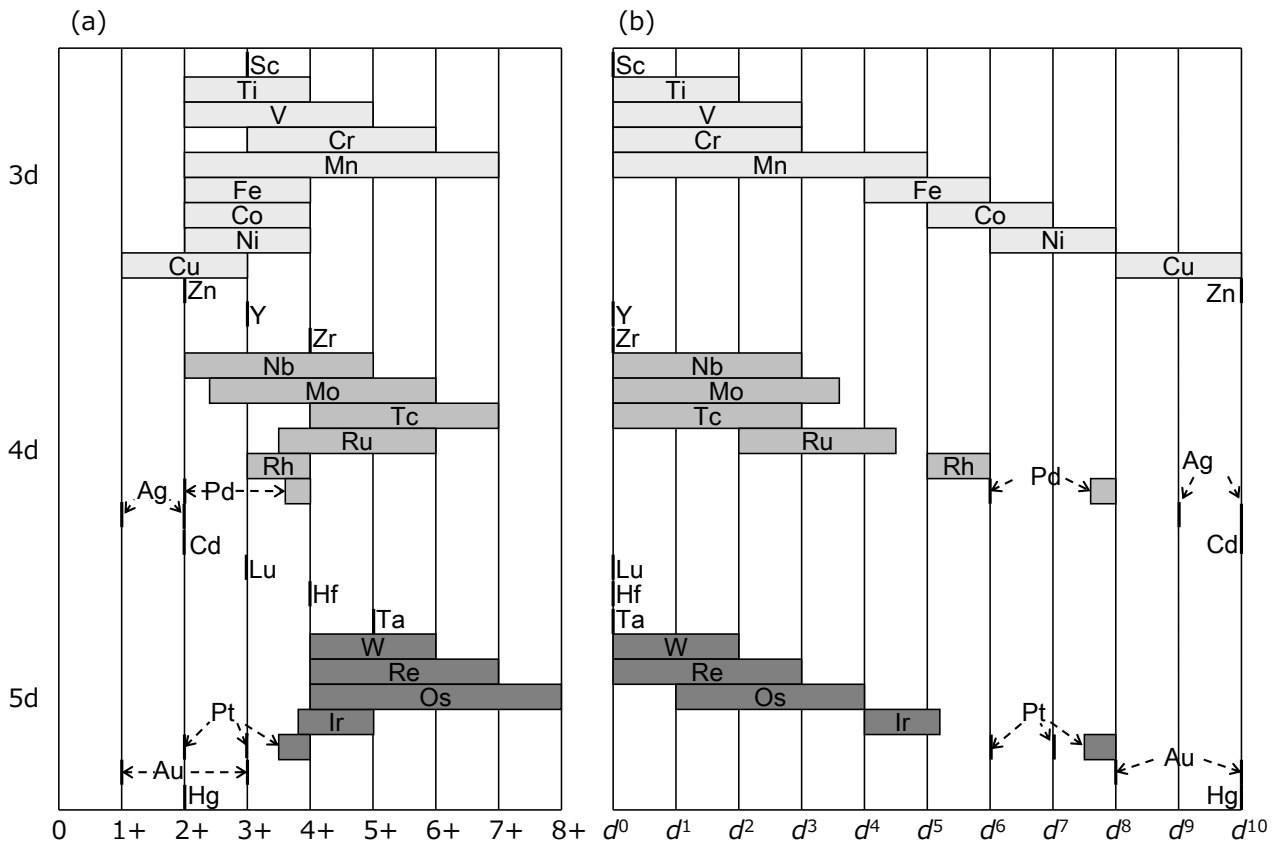 (a) (b)
Sc Sc
Ti Ti
V V
Cr Cr
3d Mn Mn
Fe Fe
Co Co
Ni Ni
Cu Cu
Zn Zn
Y Y
Zr Zr
Nb Nb
Mo Mo
Tc Tc
4d Ru Ru
Rh Rh Ag
Ag Pd Pd
Cd Cd
Lu Lu
Hf Hf
Ta Ta
W W
Re Re
5d Os Os
Pt Ir Ir Pt
Au Au
Hg Hg
0 1+ 2+ 3+ 4+ 5+ 6+ 7+ 8+ d⁰ d¹ d² d³ d⁴ d⁵ d⁶ d⁷ d⁸ d⁹ d¹⁰